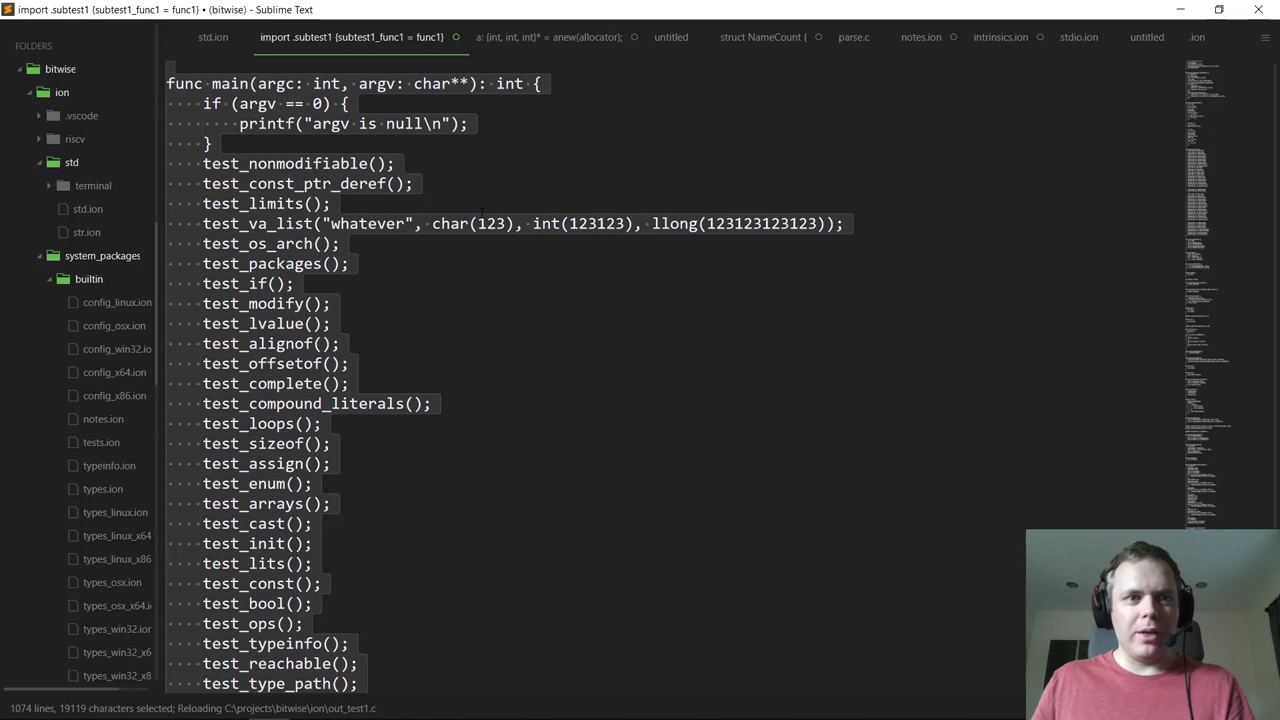 import .subtest1 {subtest1_func1 = func1} • (bitwise) - Sublime Text
FOLDERS
std.ion
import .subtest1 {subtest1_func1 = func1}
a: {int, int, int}* = anew(allocator);
untitled
struct NameCount {
parse.c
notes.ion
intrinsics.ion
stdio.ion
untitled
.ion
bitwise
ion
.vscode
riscv
std
terminal
std.ion
str.ion
system_packages
builtin
config_linux.ion
config_osx.ion
config_win32.io
config_x64.ion
config_x86.ion
notes.ion
tests.ion
typeinfo.ion
types.ion
types_linux.ion
types_linux_x64
types_linux_x86
types_osx.ion
types_osx_x64.i
types_win32.ion
types_win32_x6
types_win32_x8
func main(argc: int, argv: char**): int {
if (argv == 0) {
printf("argv is null\n");
}
test_nonmodifiable();
test_const_ptr_deref();
test_limits();
test_va_list("whatever", char(123), int(123123), llong(123123123123));
test_os_arch();
test_packages();
test_if();
test_modify();
test_lvalue();
test_alignof();
test_offsetof();
test_complete();
test_compound_literals();
test_loops();
test_sizeof();
test_assign();
test_enum();
test_arrays();
test_cast();
test_init();
test_lits();
test_const();
test_bool();
test_ops();
test_typeinfo();
test_reachable();
test_type_path();
1074 lines, 19119 characters selected; Reloading C:\projects\bitwise\ion\out_test1.c